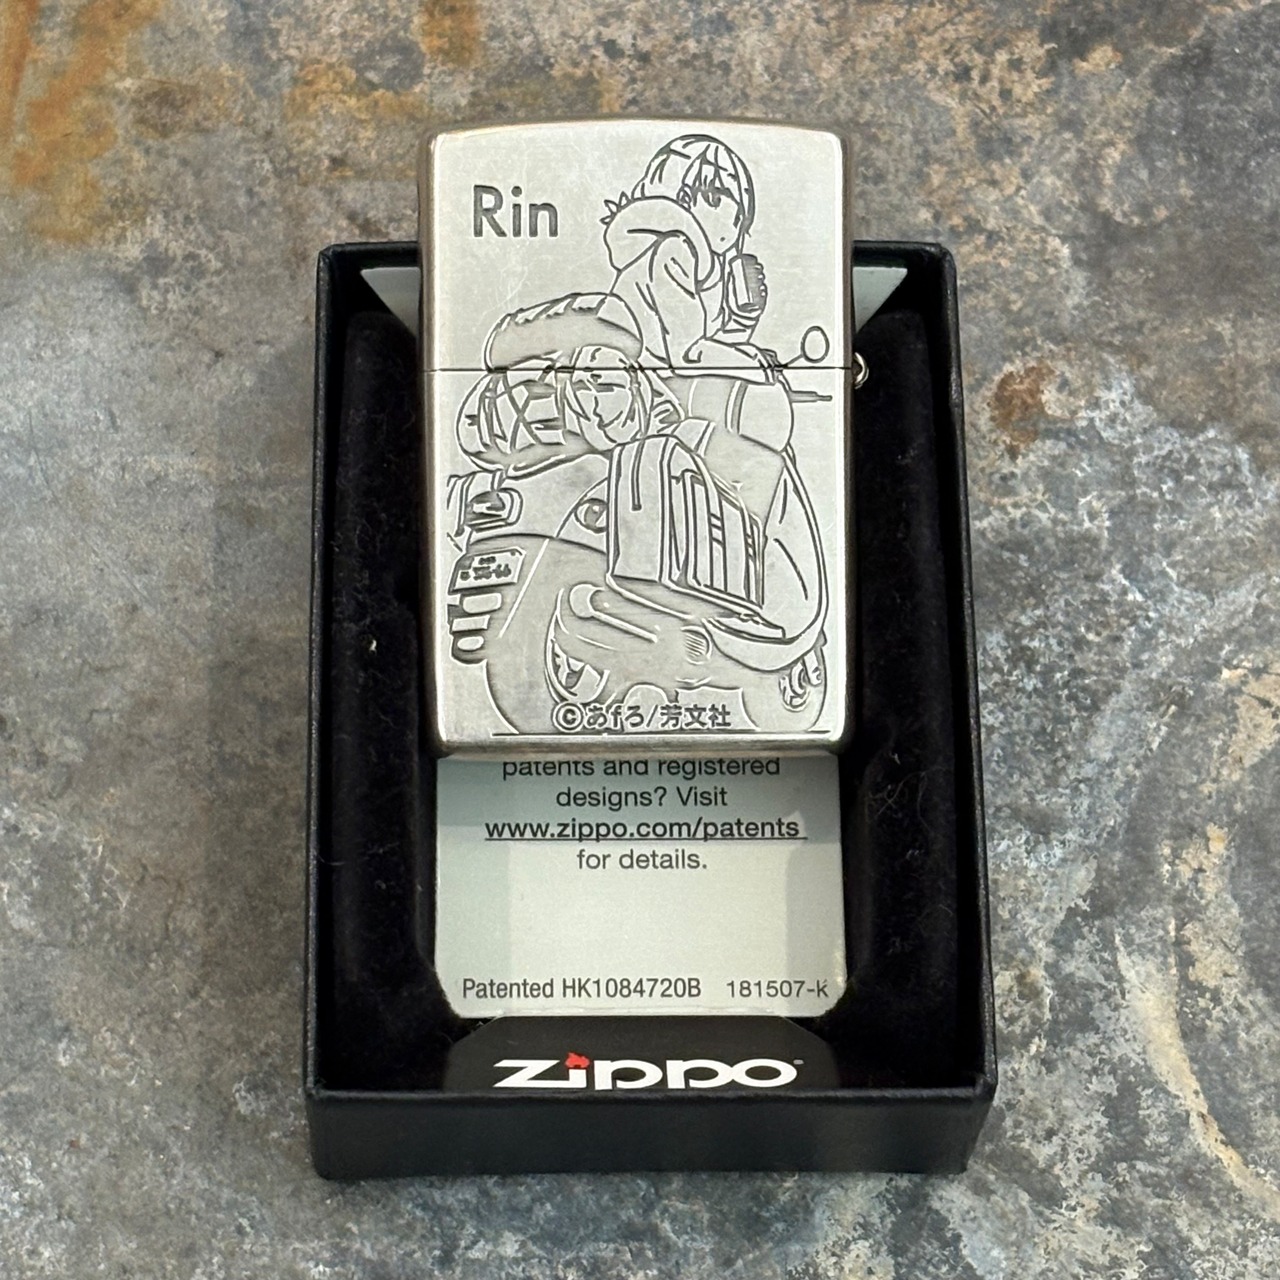 Rin
©あfろ/芳文社
patents and registered
designs? Visit
www.zippo.com/patents
for details.
Patented HK1084720B 181507-K
zippo